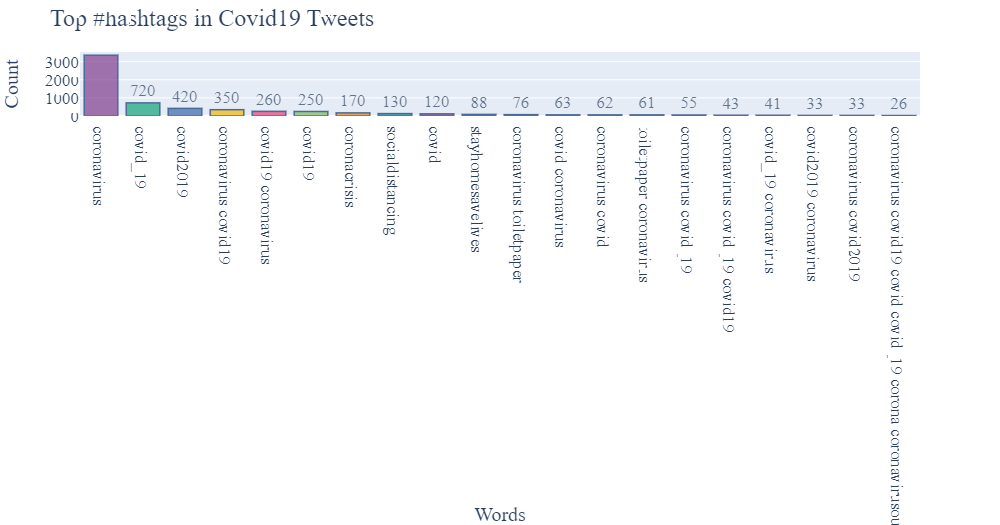 Top #hashtags in Covid19 Tweets
Count
3000
2000
1000
0
720
420
350
260
250
170
130
120
88
76
63
62
61
55
43
41
33
33
26
coronavirus
covid_19
covid2019
coronavirus covid19
covid19 coronavirus
covid19
coronacrisis
socialdistancing
covid
stayhomesavelives
coronavirus toiletpaper
covid coronavirus
coronavirus covid
toiletpaper coronavirus
coronavirus covid_19
coronavirus covid_19 covid19
covid_19 coronavirus
covid2019 coronavirus
coronavirus covid2019
coronavirus covid19 covid covid_19 corona coronavirusou
Words